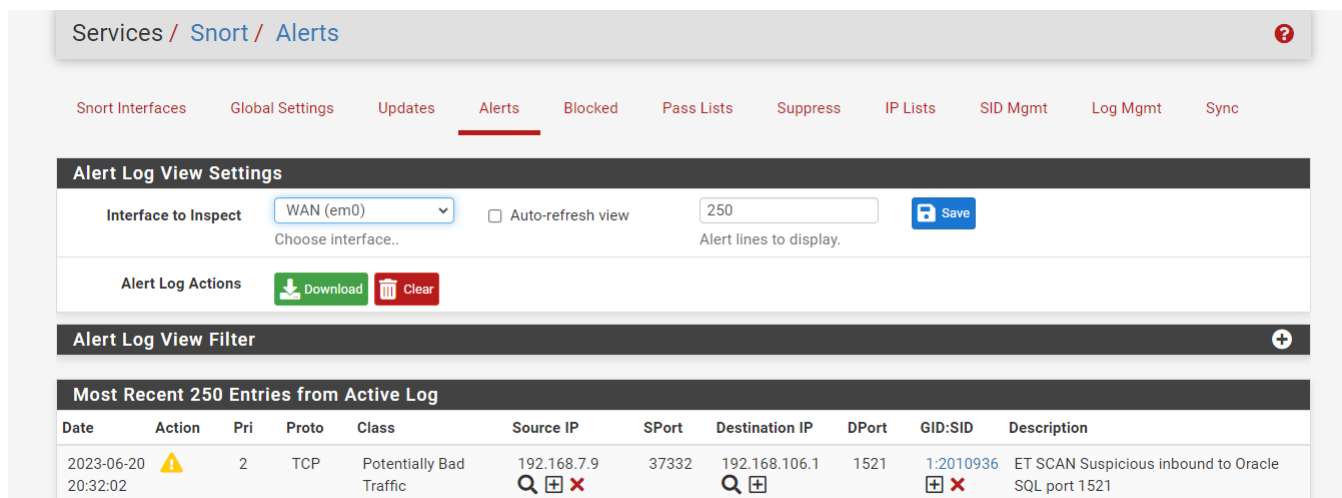 Services / Snort / Alerts
Snort Interfaces Global Settings Updates Alerts Blocked Pass Lists Suppress IP Lists SID Mgmt Log Mgmt Sync
Alert Log View Settings
Interface to Inspect WAN (em0) Auto-refresh view 250 Save
Choose interface.. Alert lines to display.
Alert Log Actions Download Clear
Alert Log View Filter
Most Recent 250 Entries from Active Log
Date Action Pri Proto Class Source IP SPort Destination IP DPort GID:SID Description
2023-06-20 2 TCP Potentially Bad 192.168.7.9 37332 192.168.106.1 1521 1:2010936 ET SCAN Suspicious inbound to Oracle
20:32:02 Traffic SQL port 1521